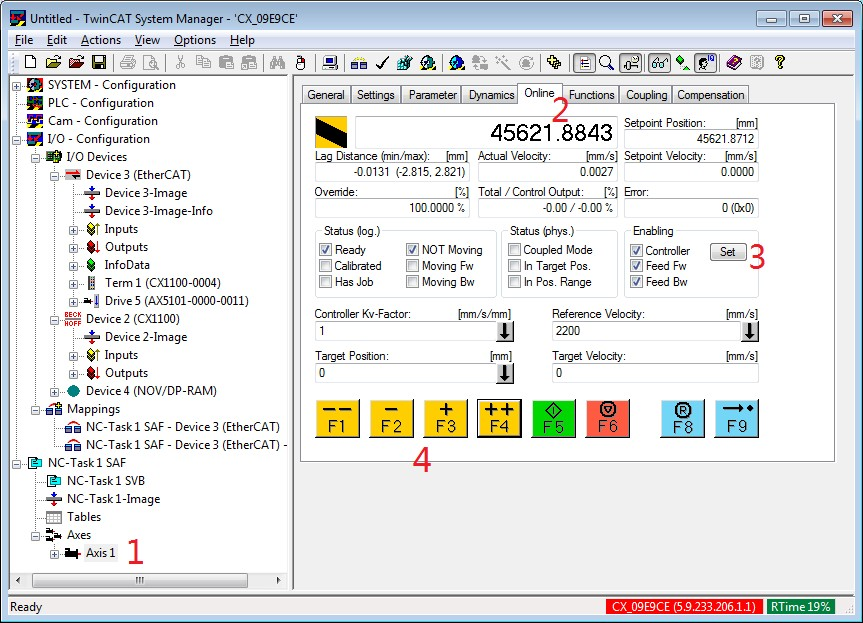 Untitled - TwinCAT System Manager - 'CX_09E9CE'
File Edit Actions View Options Help
SYSTEM - Configuration
PLC - Configuration
Cam - Configuration
I/O - Configuration
I/O Devices
Device 3 (EtherCAT)
Device 3-Image
Device 3-Image-Info
Inputs
Outputs
InfoData
Term 1 (CX1100-0004)
Drive 5 (AX5101-0000-0011)
BECK
HOFF
Device 2 (CX1100)
Device 2-Image
Inputs
Outputs
Device 4 (NOV/DP-RAM)
Mappings
NC-Task 1 SAF - Device 3 (EtherCAT)
NC-Task 1 SAF - Device 3 (EtherCAT) -
NC-Task 1 SAF
NC-Task 1 SVB
NC-Task 1-Image
Tables
Axes
Axis 1
1
General Settings Parameter Dynamics Online Functions Coupling Compensation
2
45621.8843
Setpoint Position: [mm]
45621.8712
Lag Distance (min/max): [mm] Actual Velocity: [mm/s] Setpoint Velocity: [mm/s]
-0.0131 (-2.815, 2.821) 0.0027 0.0000
Override: [%] Total / Control Output: [%] Error:
100.0000 % -0.00 / -0.00 % 0 (0x0)
Status (log.) Status (phys.) Enabling
Ready NOT Moving Coupled Mode Controller Set
3
Calibrated Moving Fw In Target Pos. Feed Fw
Has Job Moving Bw In Pos. Range Feed Bw
Controller Kv-Factor: [mm/s/mm] Reference Velocity: [mm/s]
1 2200
Target Position: [mm] Target Velocity: [mm/s]
0 0
-- - + ++ R
F1 F2 F3 F4 F5 F6 F8 F9
4
Ready CX_09E9CE (5.9.233.206.1.1) RTime 19%